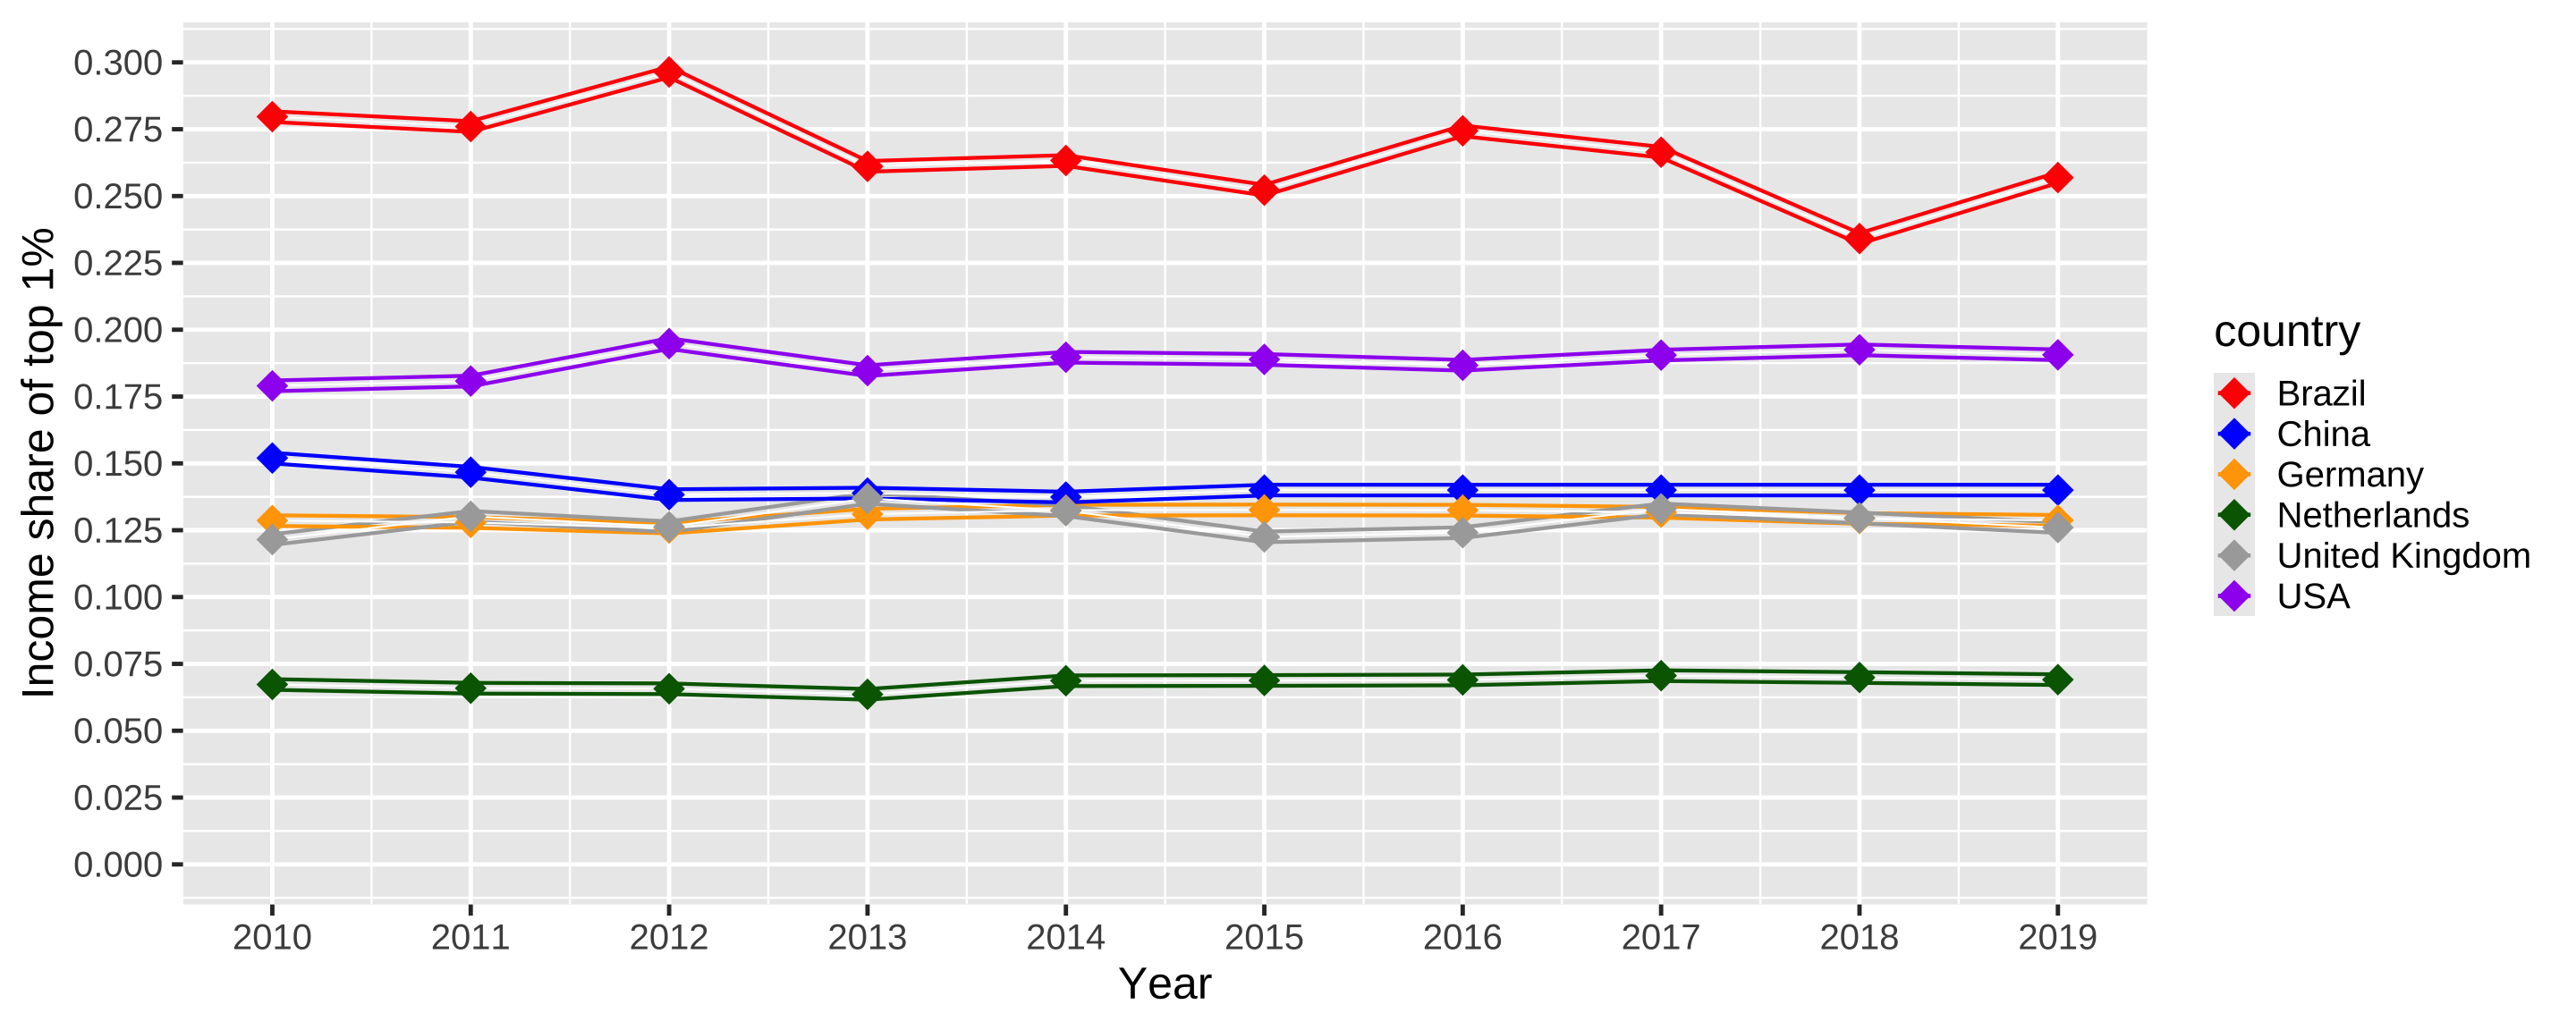 0.300
0.275
0.250
0.225
0.200
0.175
0.150
0.125
0.100
0.075
0.050
0.025
0.000
Income share of top 1%
2010 2011 2012 2013 2014 2015 2016 2017 2018 2019
Year
country
Brazil
China
Germany
Netherlands
United Kingdom
USA